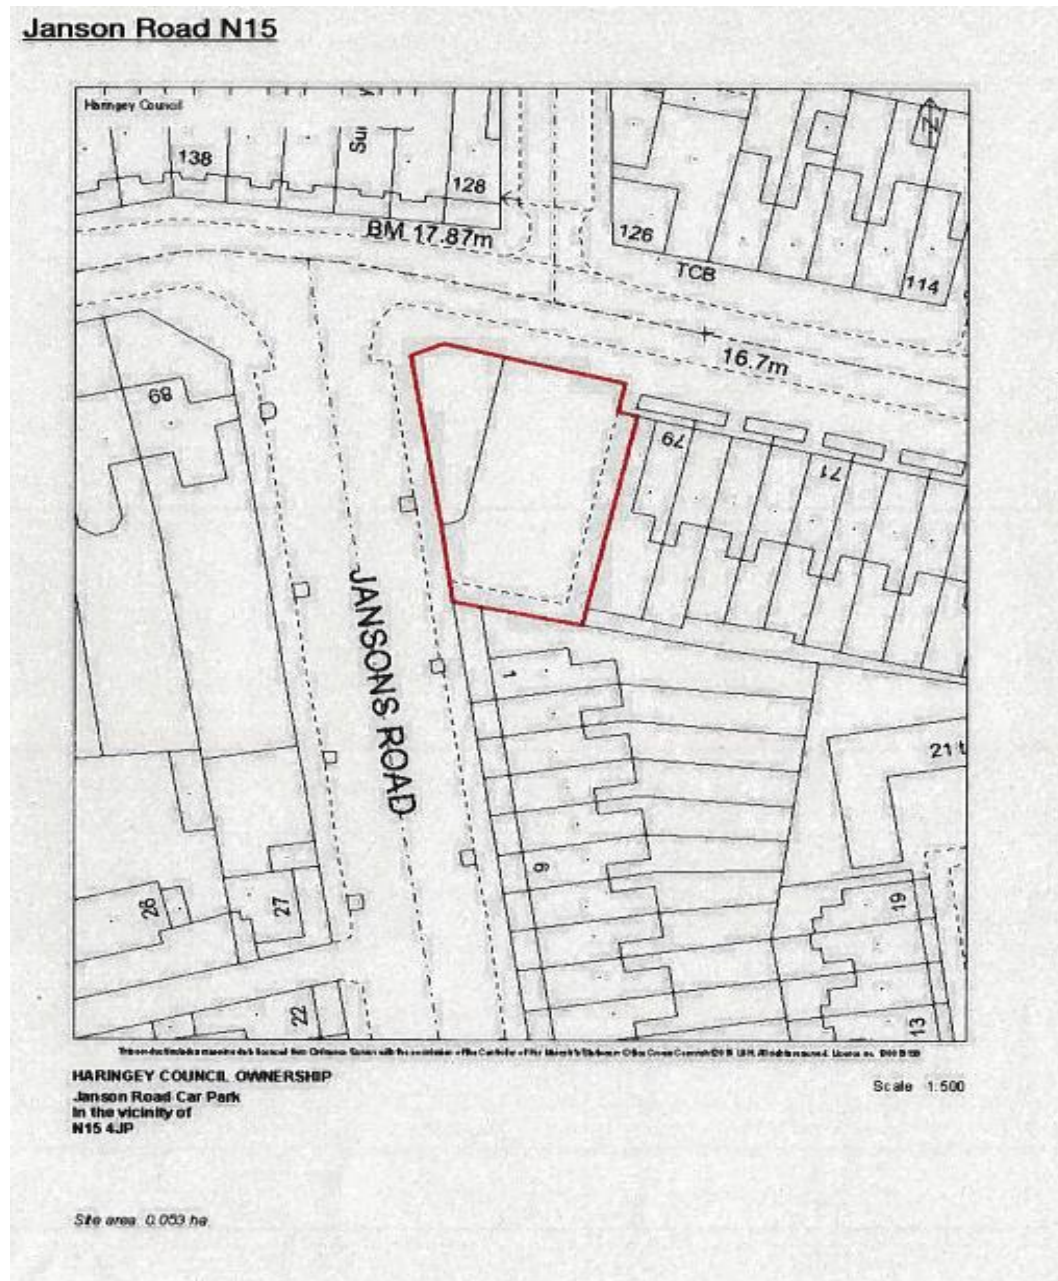 Janson Road N15
Haringey Council
138
128
BM 17.87m
126
TCB
114
16.7m
89
79
71
JANSONS ROAD
1
9
21
26
27
19
22
13
HARINGEY COUNCIL OWNERSHIP
Scale 1:500
Janson Road Car Park
In the vicinity of
N15 4JP
Site area 0.053 ha